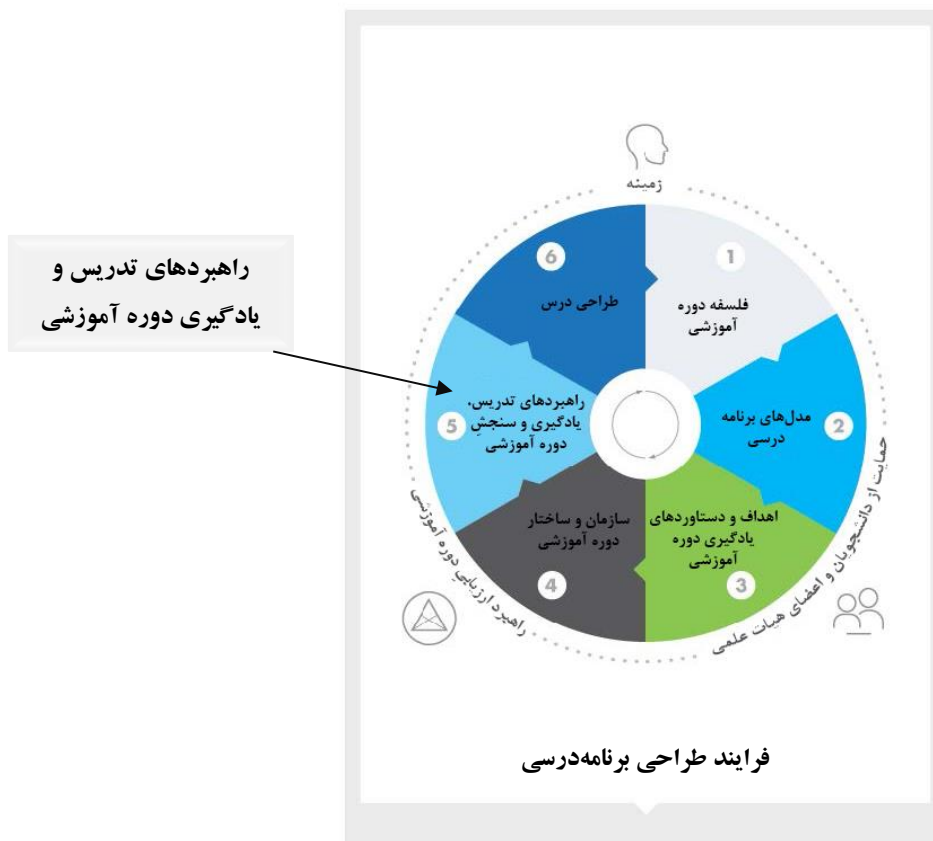 زمینه
1
فلسفه دوره
آموزشی
2
مدل‌های برنامه
درسی
3
اهداف و دستاوردهای
یادگیری دوره
آموزشی
4
سازمان و ساختار
دوره آموزشی
5
راهبردهای تدریس،
یادگیری و سنجشِ
دوره آموزشی
6
طراحی درس
حمایت از دانشجویان و اعضای هیات علمی
راهبرد ارزیابیِ دوره آموزشی
راهبردهای تدریس و
یادگیری دوره آموزشی
فرایند طراحی برنامه‌درسی